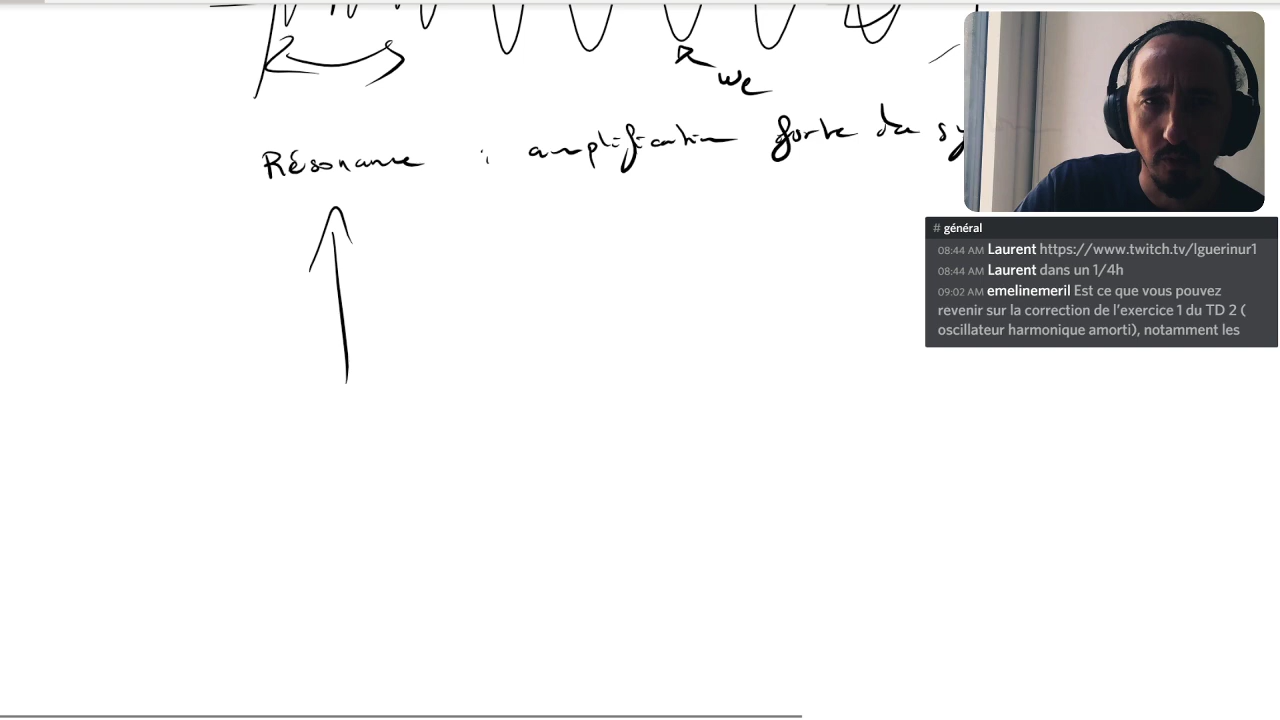 we
Résonance : amplification forte du sy
# général
08:44 AM Laurent https://www.twitch.tv/lguerinur1
08:44 AM Laurent dans un 1/4h
09:02 AM emelinemeril Est ce que vous pouvez
revenir sur la correction de l'exercice 1 du TD 2 (
oscillateur harmonique amorti), notamment les